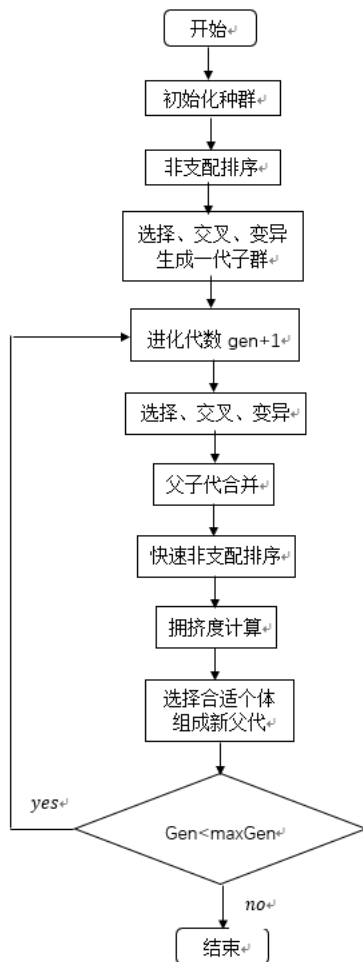 开始
初始化种群
非支配排序
选择、交叉、变异
生成一代子群
进化代数 gen+1
选择、交叉、变异
父子代合并
快速非支配排序
拥挤度计算
选择合适个体
组成新父代
yes
Gen<maxGen
no
结束